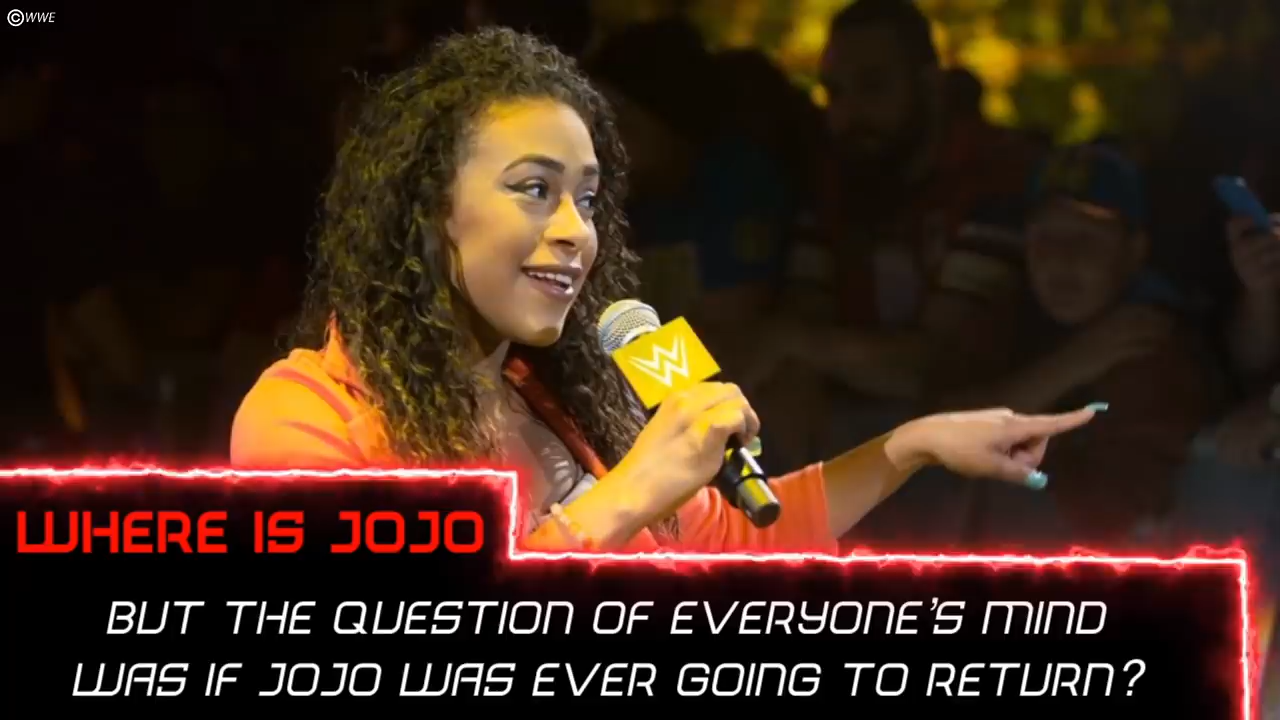 ©WWE
W
WHERE IS JOJO
BUT THE QUESTION OF EVERYONE'S MIND
WAS IF JOJO WAS EVER GOING TO RETURN?